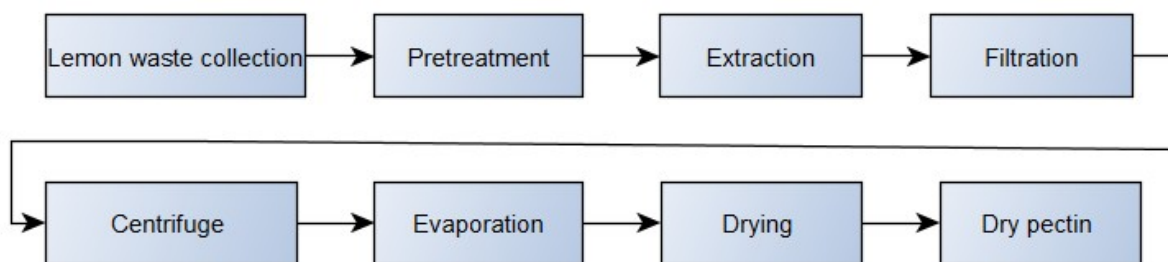 Lemon waste collection
Pretreatment
Extraction
Filtration
Centrifuge
Evaporation
Drying
Dry pectin